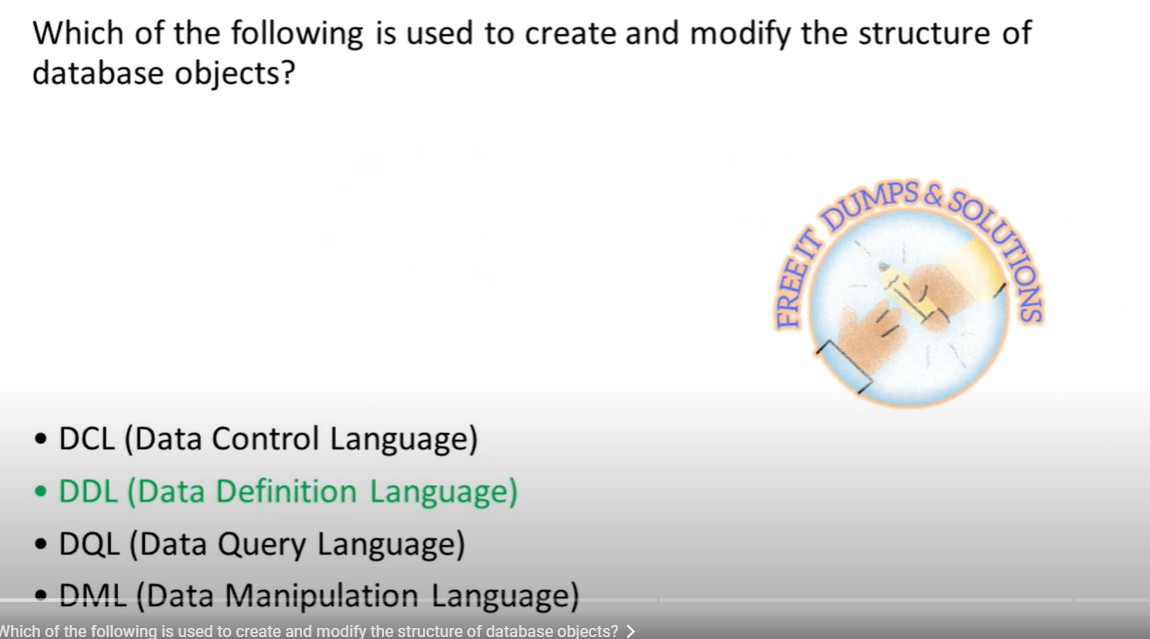 Which of the following is used to create and modify the structure of
database objects?
FREE IT DUMPS & SOLUTIONS
• DCL (Data Control Language)
• DDL (Data Definition Language)
• DQL (Data Query Language)
• DML (Data Manipulation Language)
Which of the following is used to create and modify the structure of database objects? >